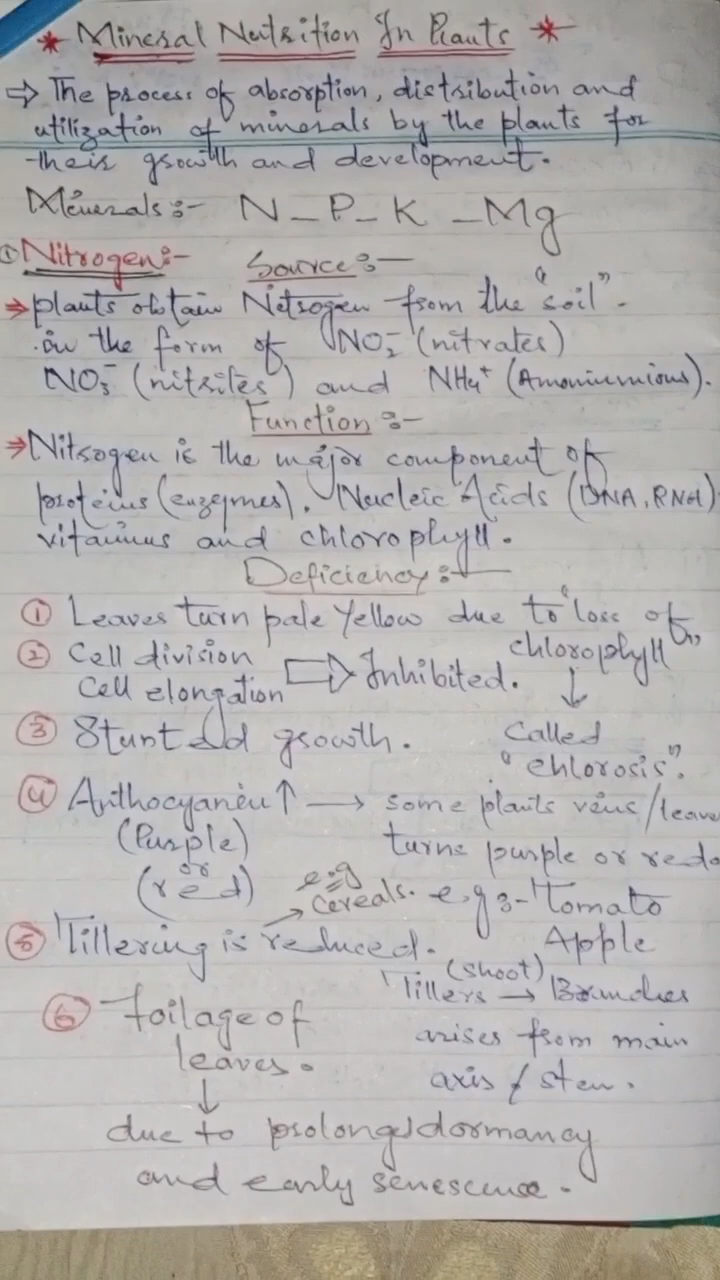 * Mineral Nutrition In Plants *
⇒ The process of absorption, distribution and
utilization of minerals by the plants for
their growth and development.
Minerals :- N - P - K - Mg
① Nitrogen :- Source :-
→ plants obtain Nitrogen from the "soil".
in the form of NO₂⁻ (nitrates)
NO₃⁻ (nitrites) and NH₄⁺ (Amoniumious).
Function :-
→ Nitrogen is the major component of
proteins (enzymes). Nucleic Acids (DNA, RNA)
vitamins and chlorophyll.
Deficiency :-
① Leaves turn pale Yellow due to "loss of
chlorophyll"
② Cell division
Cell elongation ⇒ Inhibited.
↓
③ Stunted growth.
Called
"chlorosis".
④ Anthocyanin ↑ → some plants veins/leave
(Purple)
or
(red)
turns purple or red.
e.g :- Tomato
Apple
e.g
→ Cereals.
⑤ Tillering is reduced.
(shoot)
Tillers → Branches
arises from main
axis / stem.
⑥ foilage of
leaves.
↓
due to prolonged dormancy
and early senescence.